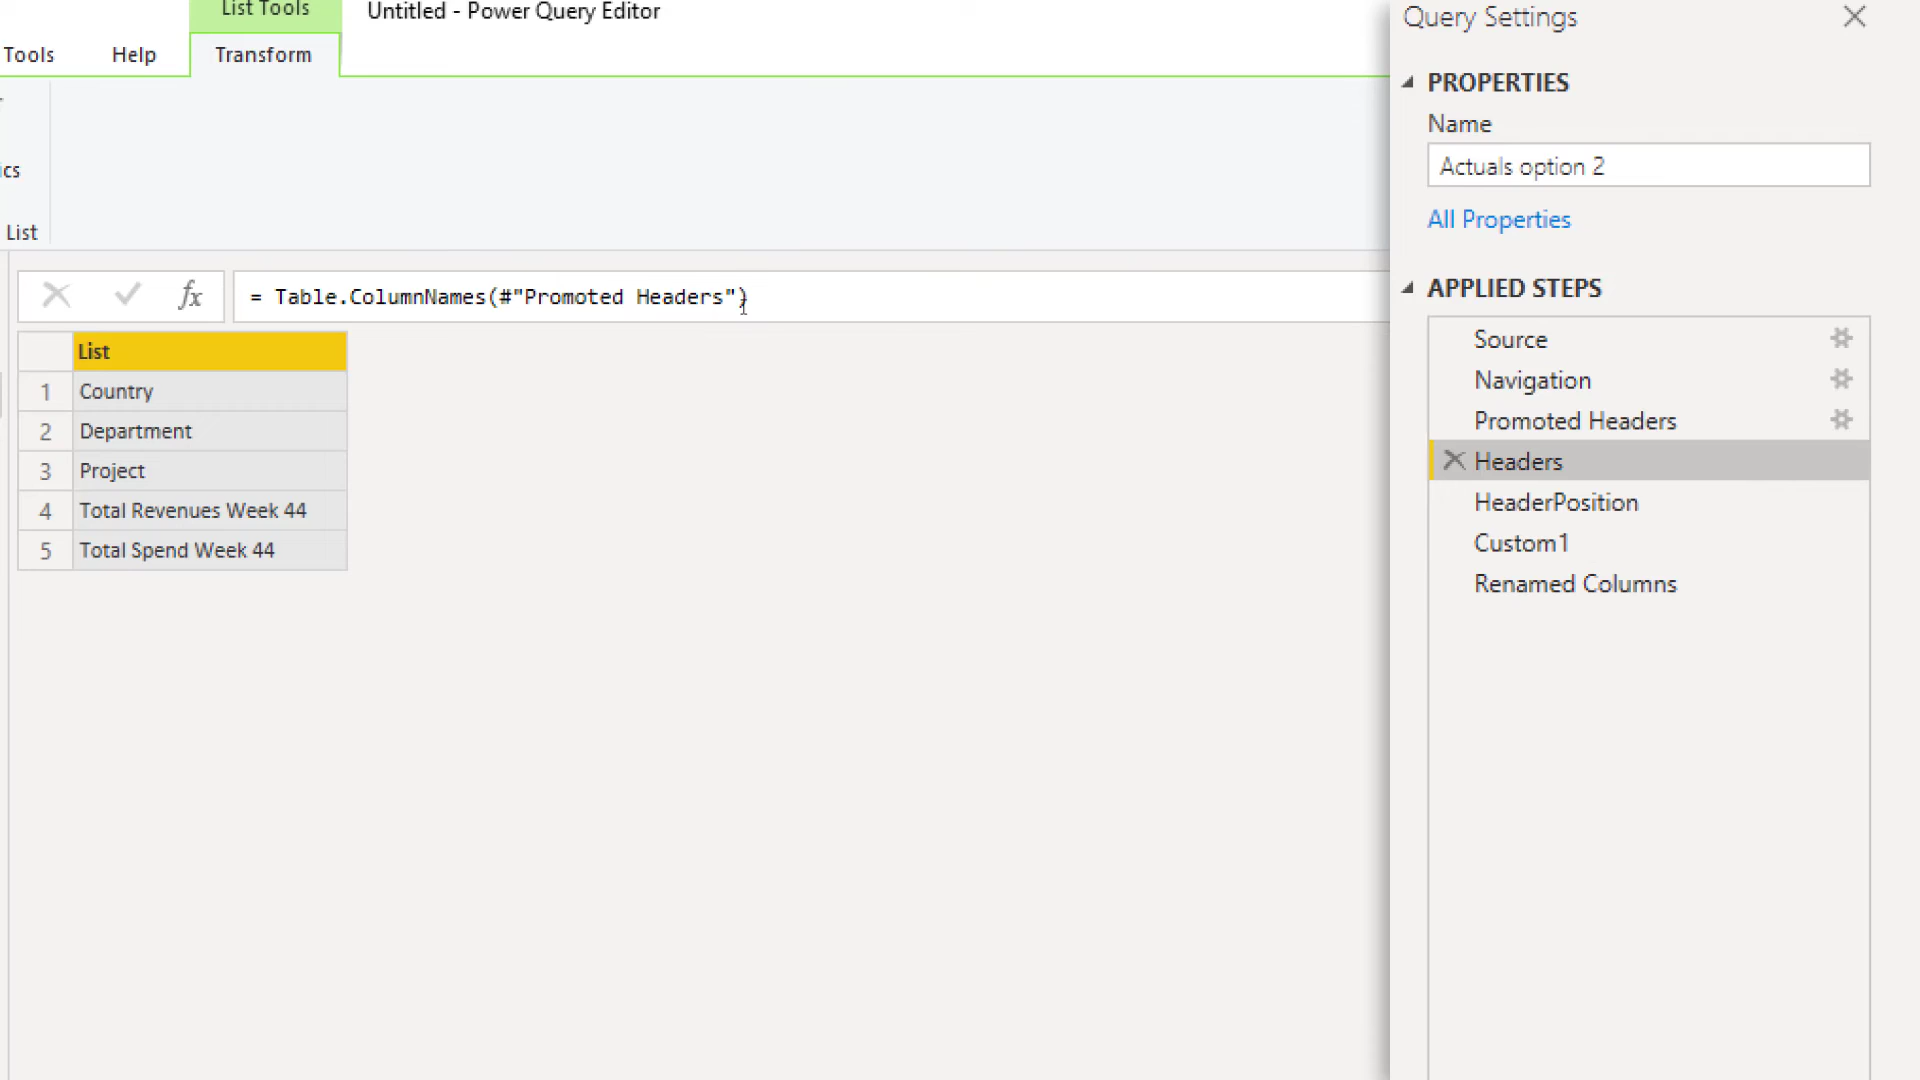 List Tools
Untitled - Power Query Editor
Tools
Help
Transform
ics
List
fx
= Table.ColumnNames(#"Promoted Headers")
List
1 Country
2 Department
3 Project
4 Total Revenues Week 44
5 Total Spend Week 44
Query Settings
PROPERTIES
Name
Actuals option 2
All Properties
APPLIED STEPS
Source
Navigation
Promoted Headers
Headers
HeaderPosition
Custom1
Renamed Columns